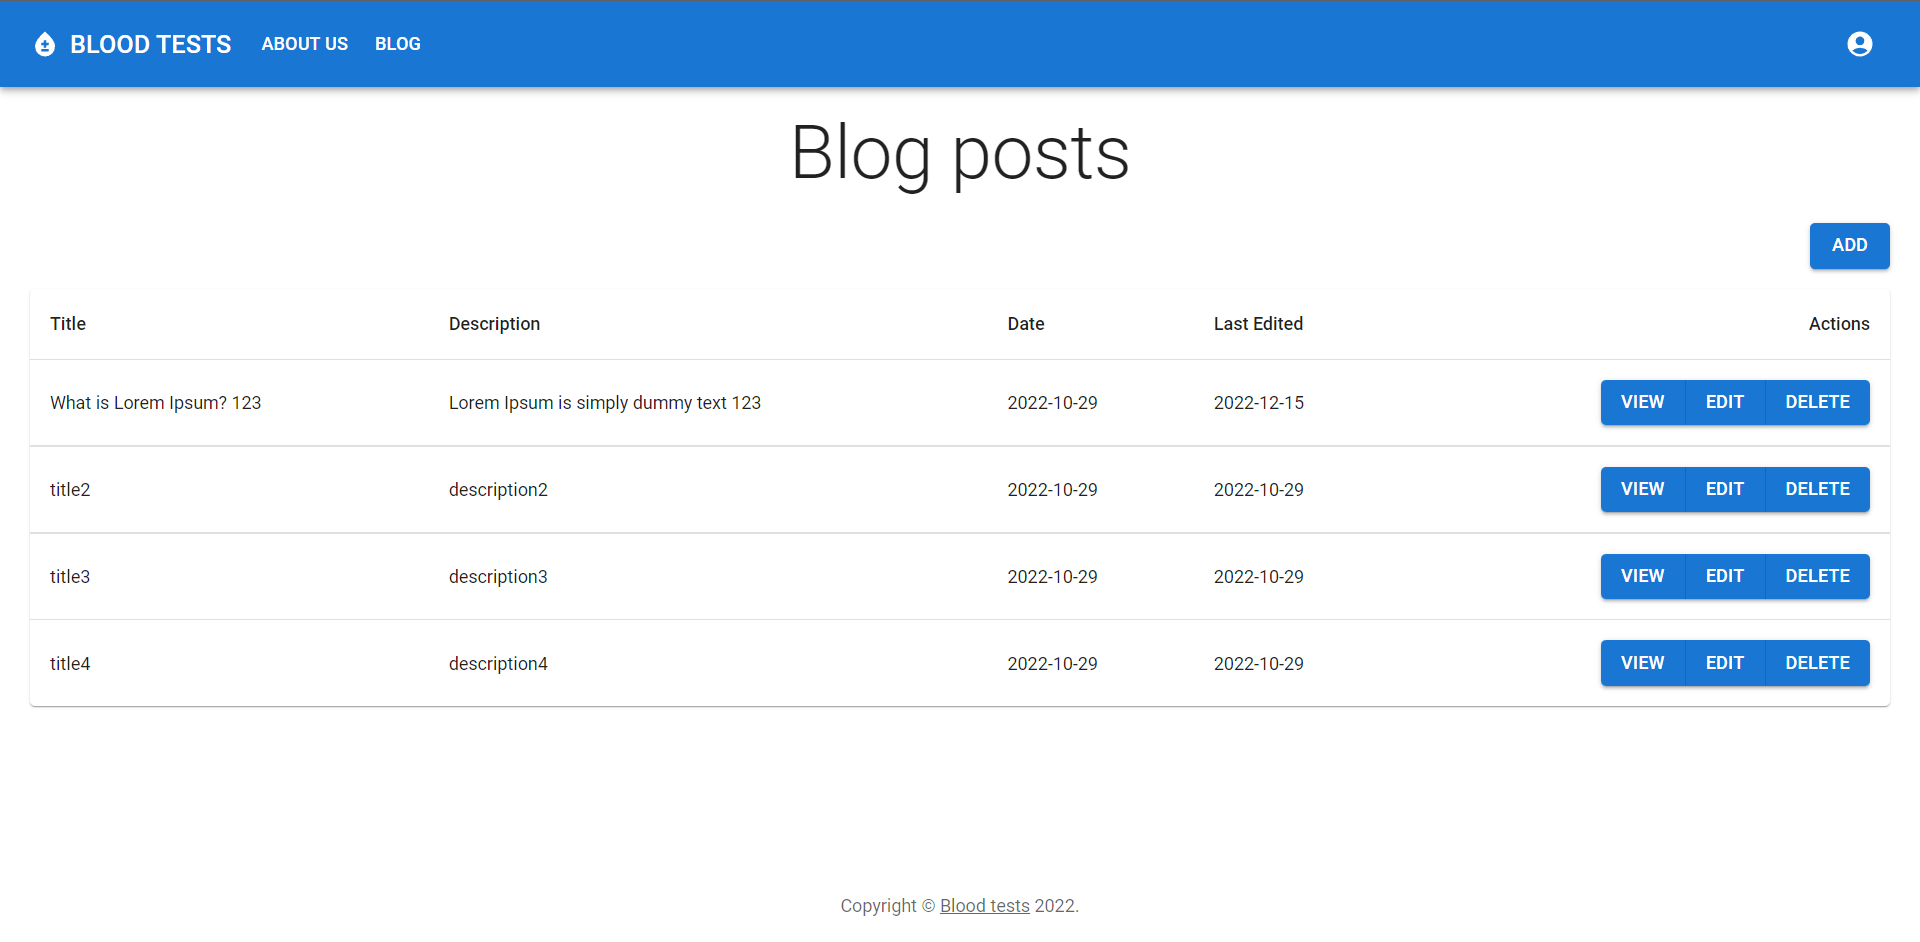 BLOOD TESTS ABOUT US BLOG
Blog posts
ADD
Title Description Date Last Edited Actions
What is Lorem Ipsum? 123 Lorem Ipsum is simply dummy text 123 2022-10-29 2022-12-15 VIEW EDIT DELETE
title2 description2 2022-10-29 2022-10-29 VIEW EDIT DELETE
title3 description3 2022-10-29 2022-10-29 VIEW EDIT DELETE
title4 description4 2022-10-29 2022-10-29 VIEW EDIT DELETE
Copyright © Blood tests 2022.